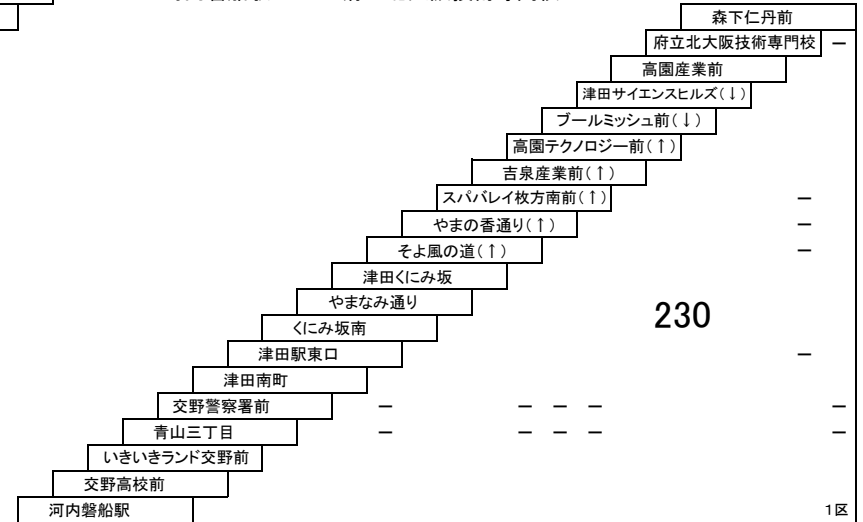 森下仁丹前
府立北大阪技術専門校 －
高園産業前
津田サイエンスヒルズ(↓)
ブールミッシュ前(↓)
高園テクノロジー前(↑)
吉泉産業前(↑)
スパバレイ枚方南前(↑) －
やまの香通り(↑) －
そよ風の道(↑) －
津田くにみ坂
やまなみ通り
230
くにみ坂南
津田駅東口 －
津田南町
交野警察署前 － － － － －
青山三丁目 － － － － －
いきいきランド交野前
交野高校前
河内磐船駅 1区